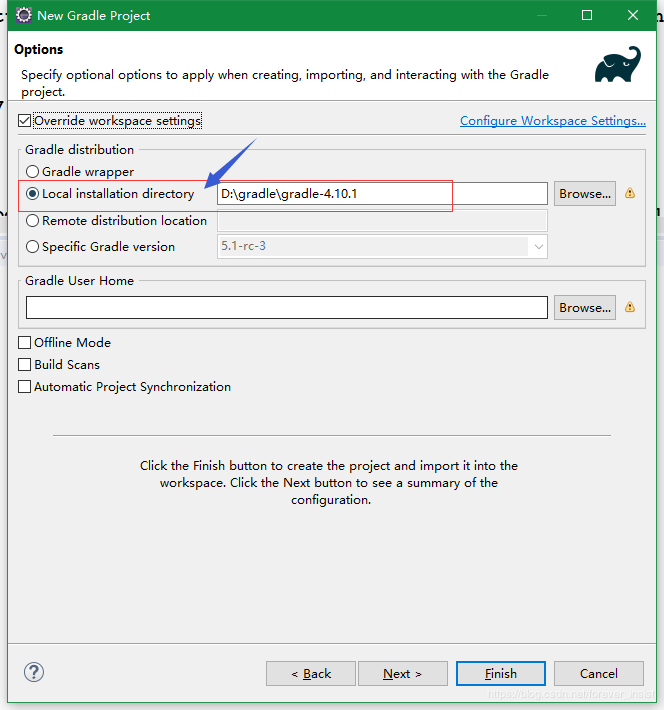 New Gradle Project
Options
Specify optional options to apply when creating, importing, and interacting with the Gradle
project.
Override workspace settings
Configure Workspace Settings...
Gradle distribution
Gradle wrapper
Local installation directory
D:\gradle\gradle-4.10.1
Browse...
Remote distribution location
Specific Gradle version
5.1-rc-3
Gradle User Home
Browse...
Offline Mode
Build Scans
Automatic Project Synchronization
Click the Finish button to create the project and import it into the
workspace. Click the Next button to see a summary of the
configuration.
?
< Back
Next >
Finish
Cancel
https://blog.csdn.net/forever_insist